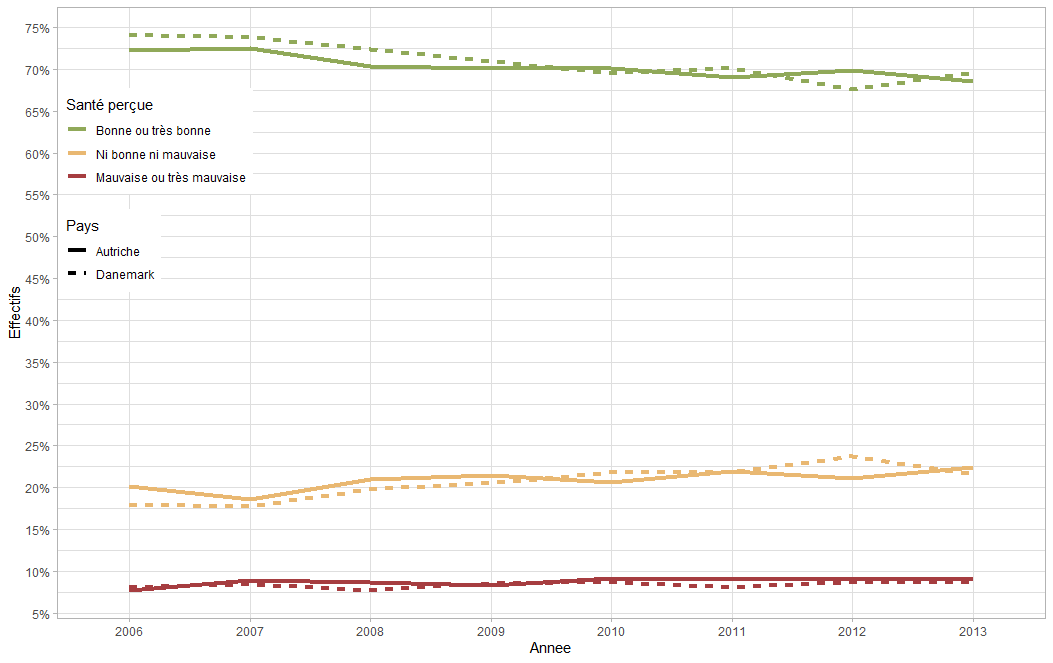 75%
70%
65%
60%
55%
50%
45%
40%
35%
30%
25%
20%
15%
10%
5%
Effectifs
Santé perçue
Bonne ou très bonne
Ni bonne ni mauvaise
Mauvaise ou très mauvaise
Pays
Autriche
Danemark
2006 2007 2008 2009 2010 2011 2012 2013
Annee